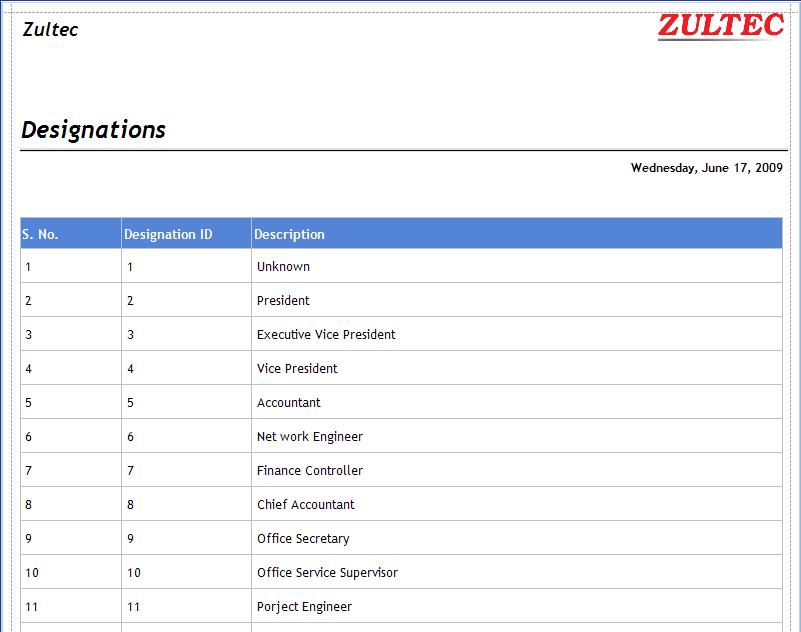 Zultec
ZULTEC
Designations
Wednesday, June 17, 2009
S. No. Designation ID Description
1 1 Unknown
2 2 President
3 3 Executive Vice President
4 4 Vice President
5 5 Accountant
6 6 Net work Engineer
7 7 Finance Controller
8 8 Chief Accountant
9 9 Office Secretary
10 10 Office Service Supervisor
11 11 Porject Engineer